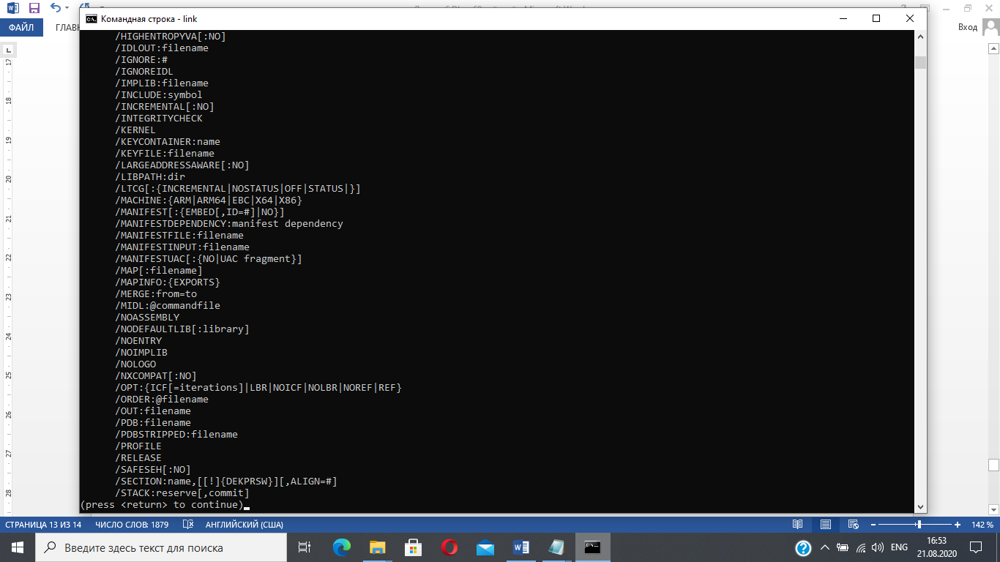 Командная строка - link
ФАЙЛ
Вход
/HIGHENTROPYVA[:NO]
/IDLOUT:filename
/IGNORE:#
/IGNOREIDL
/IMPLIB:filename
/INCLUDE:symbol
/INCREMENTAL[:NO]
/INTEGRITYCHECK
/KERNEL
/KEYCONTAINER:name
/KEYFILE:filename
/LARGEADDRESSAWARE[:NO]
/LIBPATH:dir
/LTCG[:{INCREMENTAL|NOSTATUS|OFF|STATUS|}]
/MACHINE:{ARM|ARM64|EBC|X64|X86}
/MANIFEST[:{EMBED[,ID=#]|NO}]
/MANIFESTDEPENDENCY:manifest dependency
/MANIFESTFILE:filename
/MANIFESTINPUT:filename
/MANIFESTUAC[:{NO|UAC fragment}]
/MAP[:filename]
/MAPINFO:{EXPORTS}
/MERGE:from=to
/MIDL:@commandfile
/NOASSEMBLY
/NODEFAULTLIB[:library]
/NOENTRY
/NOIMPLIB
/NOLOGO
/NXCOMPAT[:NO]
/OPT:{ICF[=iterations]|LBR|NOICF|NOLBR|NOREF|REF}
/ORDER:@filename
/OUT:filename
/PDB:filename
/PDBSTRIPPED:filename
/PROFILE
/RELEASE
/SAFESEH[:NO]
/SECTION:name,[[!]{DEKPRSW}][,ALIGN=#]
/STACK:reserve[,commit]
(press <return> to continue)
17
18
19
20
21
22
23
24
25
26
27
28
СТРАНИЦА 13 ИЗ 14 ЧИСЛО СЛОВ: 1879 АНГЛИЙСКИЙ (США) 142 %
Введите здесь текст для поиска
ENG
16:53
21.08.2020